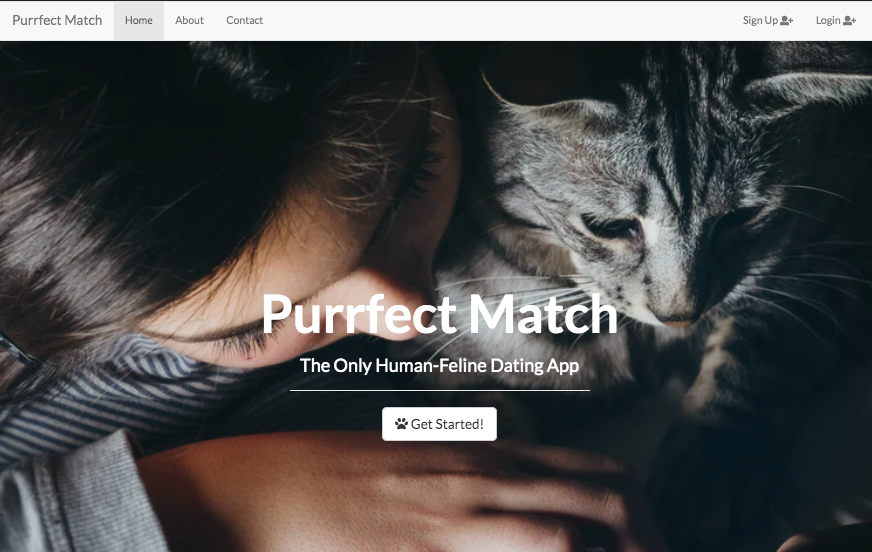 Purrfect Match Home About Contact Sign Up Login
Purrfect Match
The Only Human-Feline Dating App
Get Started!